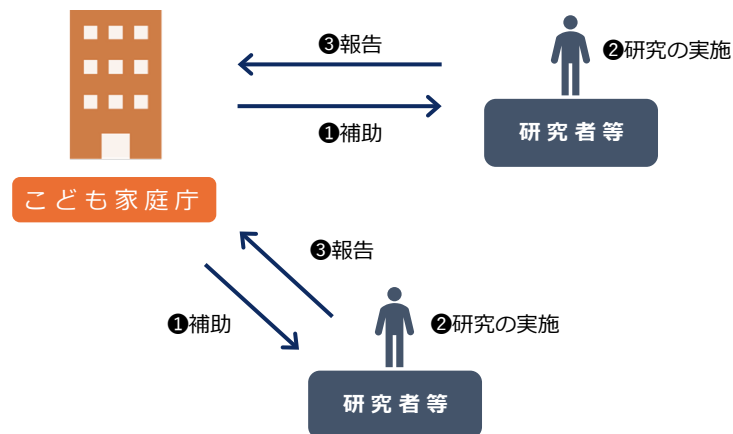 ❸報告
❷研究の実施
❶補助
研究者等
こども家庭庁
❸報告
❶補助
❷研究の実施
研究者等